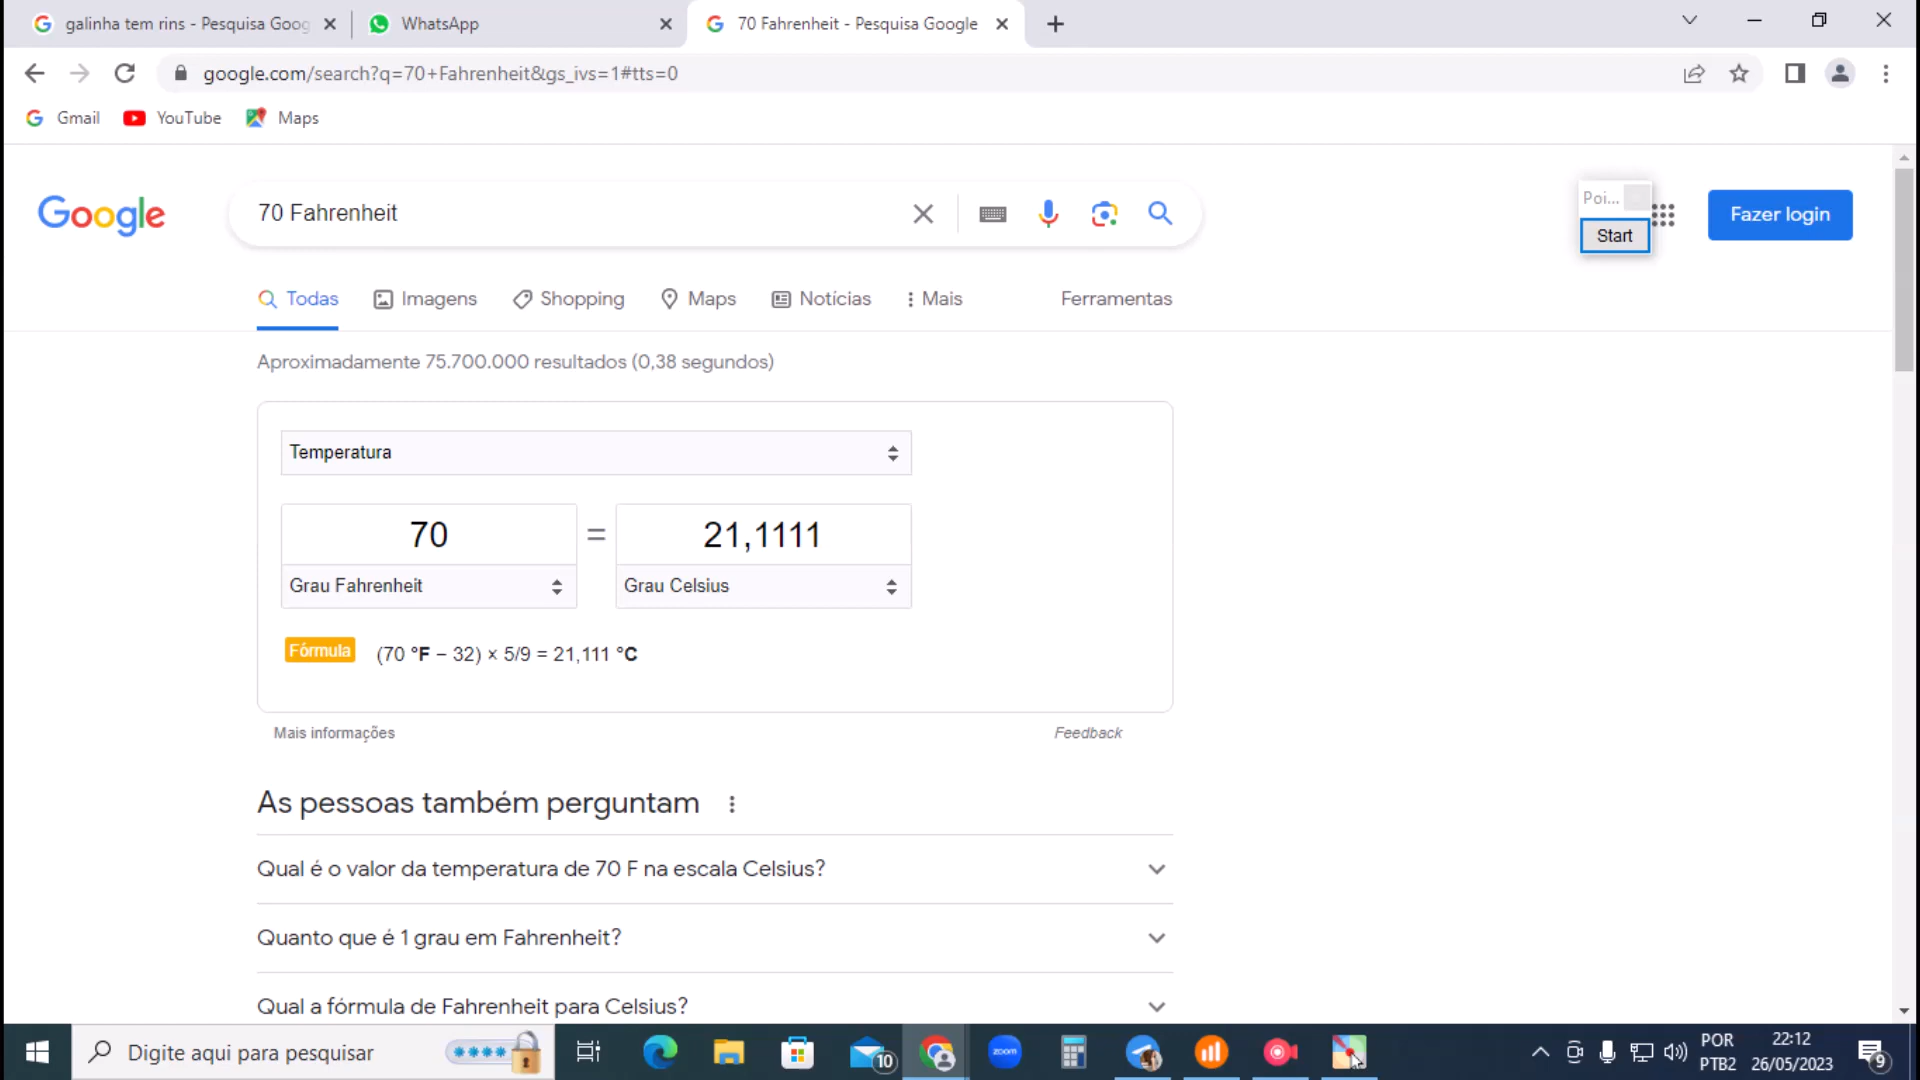 galinha tem rins - Pesquisa Goog
WhatsApp
70 Fahrenheit - Pesquisa Google
google.com/search?q=70+Fahrenheit&gs_ivs=1#tts=0
Gmail YouTube Maps
Google
70 Fahrenheit
Poi...
Start
Fazer login
Todas Imagens Shopping Maps Notícias Mais Ferramentas
Aproximadamente 75.700.000 resultados (0,38 segundos)
Temperatura
70 = 21,1111
Grau Fahrenheit Grau Celsius
Fórmula (70 °F − 32) × 5/9 = 21,111 °C
Mais informações Feedback
As pessoas também perguntam
Qual é o valor da temperatura de 70 F na escala Celsius?
Quanto que é 1 grau em Fahrenheit?
Qual a fórmula de Fahrenheit para Celsius?
Digite aqui para pesquisar
10
zoom
POR
PTB2
22:12
26/05/2023
9